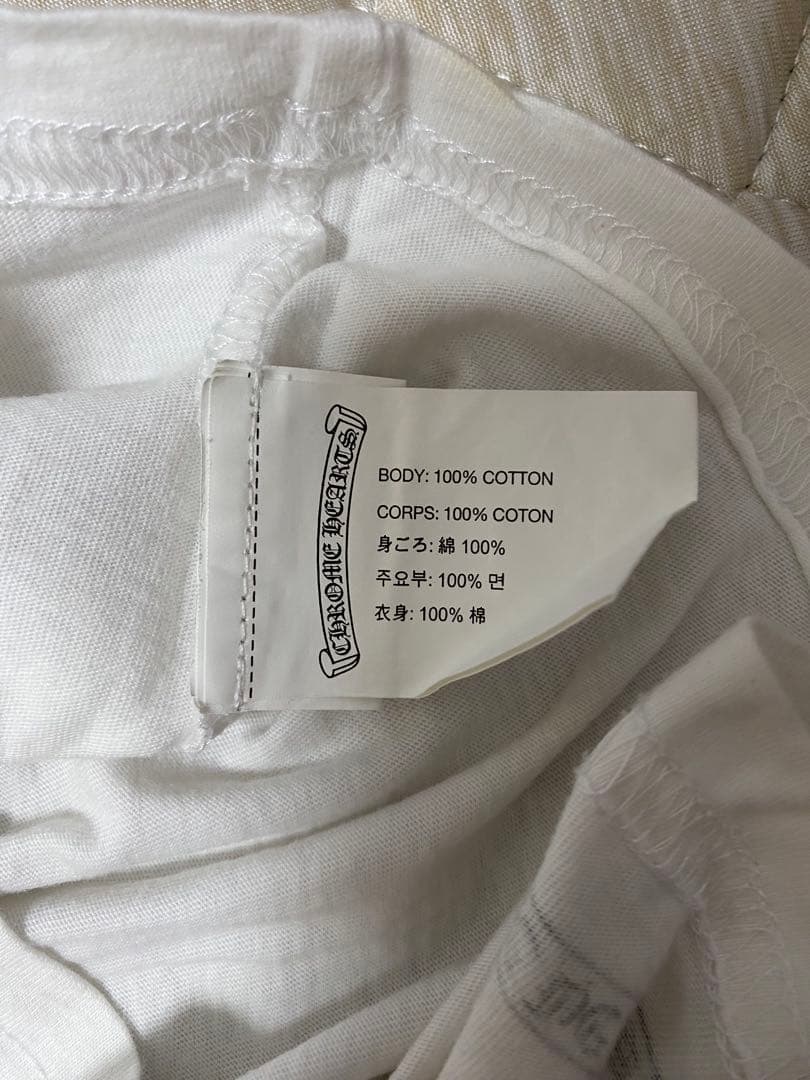 CHROME HEARTS
BODY: 100% COTTON
CORPS: 100% COTON
身ごろ: 綿 100%
주요부: 100% 면
衣身: 100% 棉